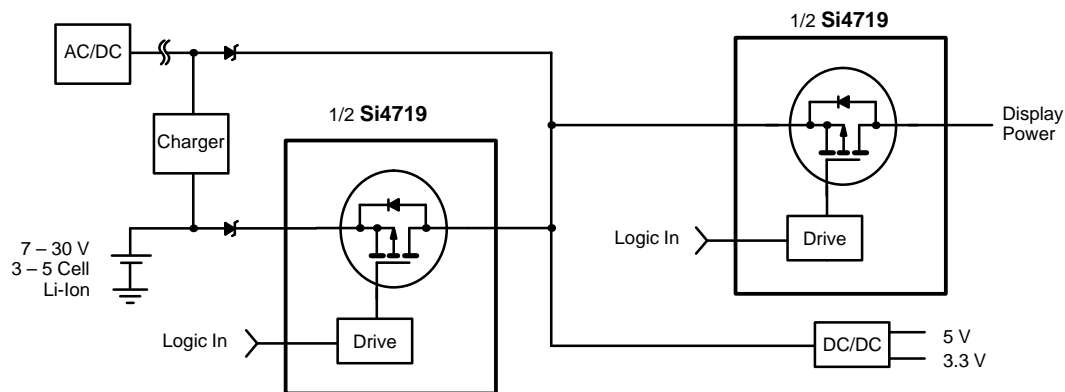 1/2 Si4719
AC/DC
1/2 Si4719
Display
Power
Charger
Logic In
Drive
7 – 30 V
3 – 5 Cell
Li-Ion
Logic In
Drive
DC/DC
5 V
3.3 V